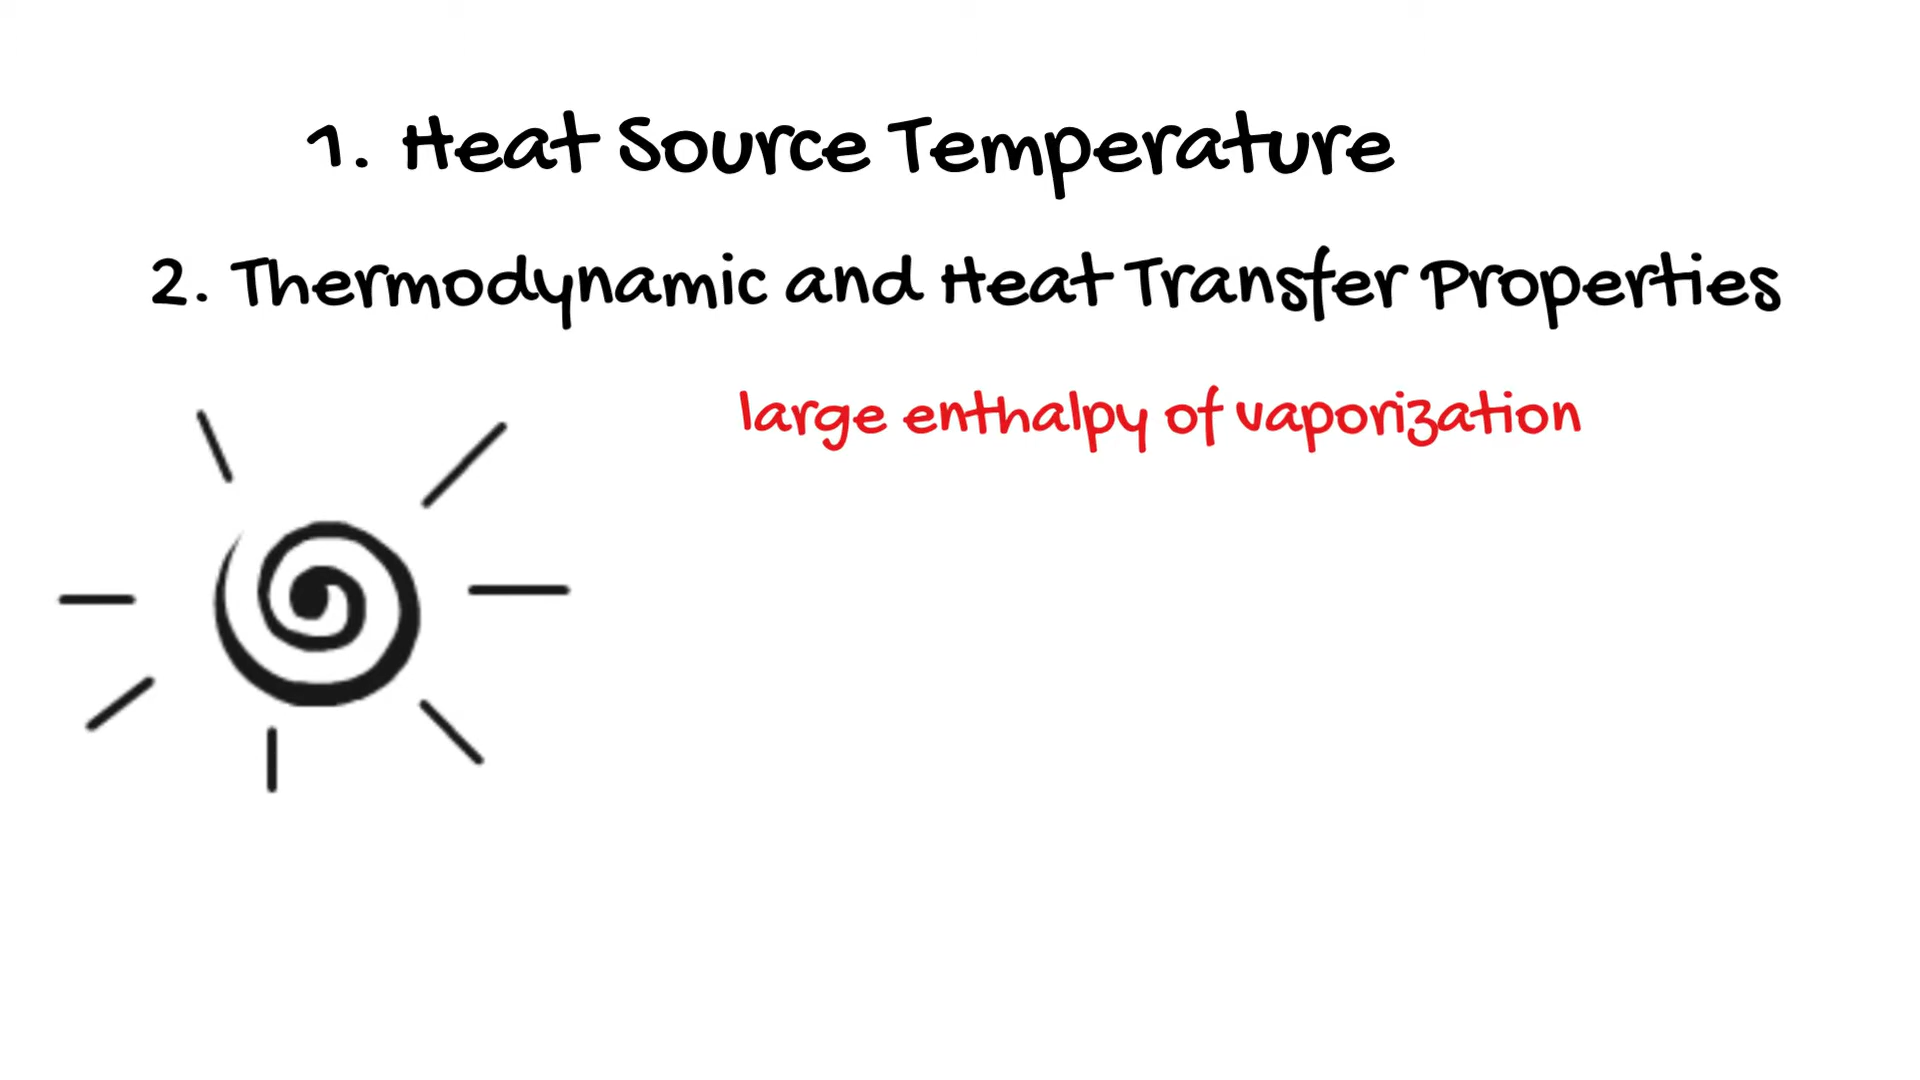 1. Heat Source Temperature
2. Thermodynamic and Heat Transfer Properties
large enthalpy of vaporization